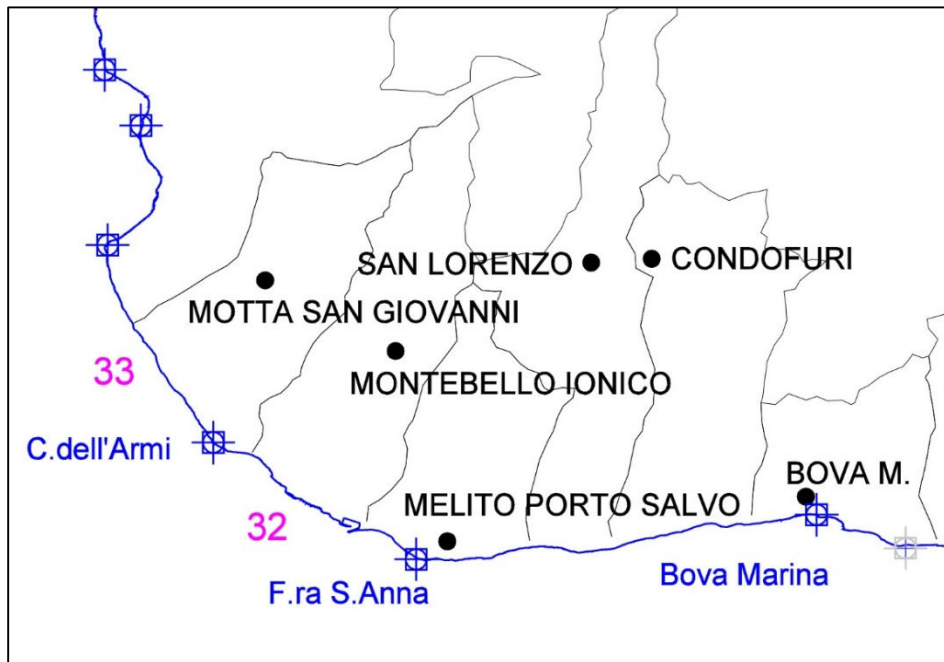 SAN LORENZO
CONDOFURI
MOTTA SAN GIOVANNI
33
MONTEBELLO IONICO
C.dell'Armi
BOVA M.
MELITO PORTO SALVO
32
F.ra S.Anna
Bova Marina